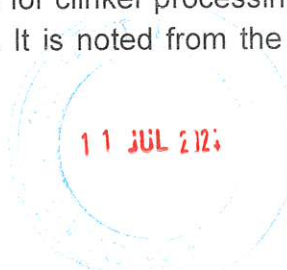 for clinker processin
It is noted from the
11 JUL